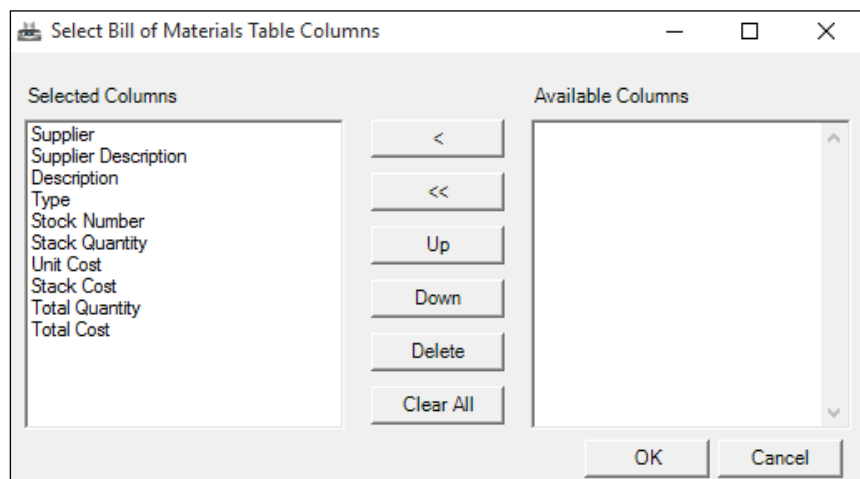 Select Bill of Materials Table Columns
Selected Columns
Available Columns
Supplier
Supplier Description
Description
Type
Stock Number
Stack Quantity
Unit Cost
Stack Cost
Total Quantity
Total Cost
<
<<
Up
Down
Delete
Clear All
OK
Cancel